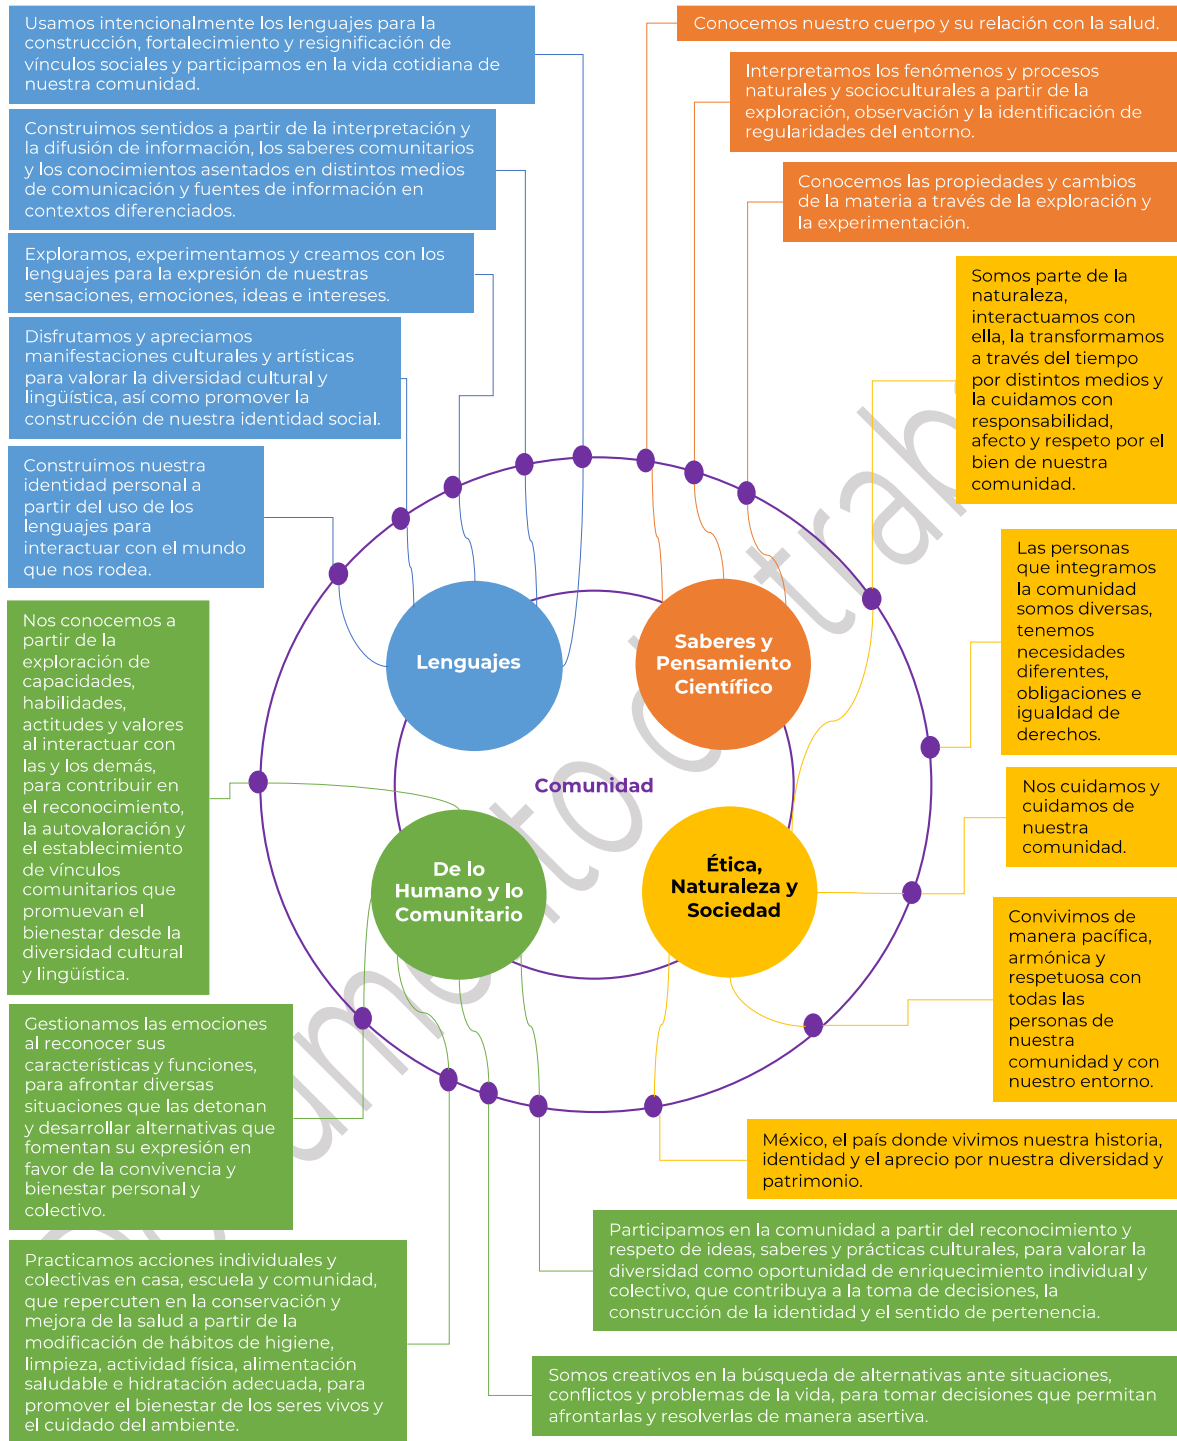 Usamos intencionalmente los lenguajes para la
construcción, fortalecimiento y resignificación de
vínculos sociales y participamos en la vida cotidiana de
nuestra comunidad.
Construimos sentidos a partir de la interpretación y
la difusión de información, los saberes comunitarios
y los conocimientos asentados en distintos medios
de comunicación y fuentes de información en
contextos diferenciados.
Exploramos, experimentamos y creamos con los
lenguajes para la expresión de nuestras
sensaciones, emociones, ideas e intereses.
Disfrutamos y apreciamos
manifestaciones culturales y artísticas
para valorar la diversidad cultural y
lingüística, así como promover la
construcción de nuestra identidad social.
Construimos nuestra
identidad personal a
partir del uso de los
lenguajes para
interactuar con el mundo
que nos rodea.
Conocemos nuestro cuerpo y su relación con la salud.
Interpretamos los fenómenos y procesos
naturales y socioculturales a partir de la
exploración, observación y la identificación de
regularidades del entorno.
Conocemos las propiedades y cambios
de la materia a través de la exploración y
la experimentación.
Somos parte de la
naturaleza,
interactuamos con
ella, la transformamos
a través del tiempo
por distintos medios y
la cuidamos con
responsabilidad,
afecto y respeto por el
bien de nuestra
comunidad.
Las personas
que integramos
la comunidad
somos diversas,
tenemos
necesidades
diferentes,
obligaciones e
igualdad de
derechos.
Nos cuidamos y
cuidamos de
nuestra
comunidad.
Convivimos de
manera pacífica,
armónica y
respetuosa con
todas las
personas de
nuestra
comunidad y con
nuestro entorno.
México, el país donde vivimos nuestra historia,
identidad y el aprecio por nuestra diversidad y
patrimonio.
Lenguajes
Saberes y
Pensamiento
Científico
Comunidad
De lo
Humano y lo
Comunitario
Ética,
Naturaleza y
Sociedad
Nos conocemos a
partir de la
exploración de
capacidades,
habilidades,
actitudes y valores
al interactuar con
las y los demás,
para contribuir en
el reconocimiento,
la autovaloración y
el establecimiento
de vínculos
comunitarios que
promuevan el
bienestar desde la
diversidad cultural
y lingüística.
Gestionamos las emociones
al reconocer sus
características y funciones,
para afrontar diversas
situaciones que las detonan
y desarrollar alternativas que
fomentan su expresión en
favor de la convivencia y
bienestar personal y
colectivo.
Practicamos acciones individuales y
colectivas en casa, escuela y comunidad,
que repercuten en la conservación y
mejora de la salud a partir de la
modificación de hábitos de higiene,
limpieza, actividad física, alimentación
saludable e hidratación adecuada, para
promover el bienestar de los seres vivos y
el cuidado del ambiente.
Participamos en la comunidad a partir del reconocimiento y
respeto de ideas, saberes y prácticas culturales, para valorar la
diversidad como oportunidad de enriquecimiento individual y
colectivo, que contribuya a la toma de decisiones, la
construcción de la identidad y el sentido de pertenencia.
Somos creativos en la búsqueda de alternativas ante situaciones,
conflictos y problemas de la vida, para tomar decisiones que permitan
afrontarlas y resolverlas de manera asertiva.